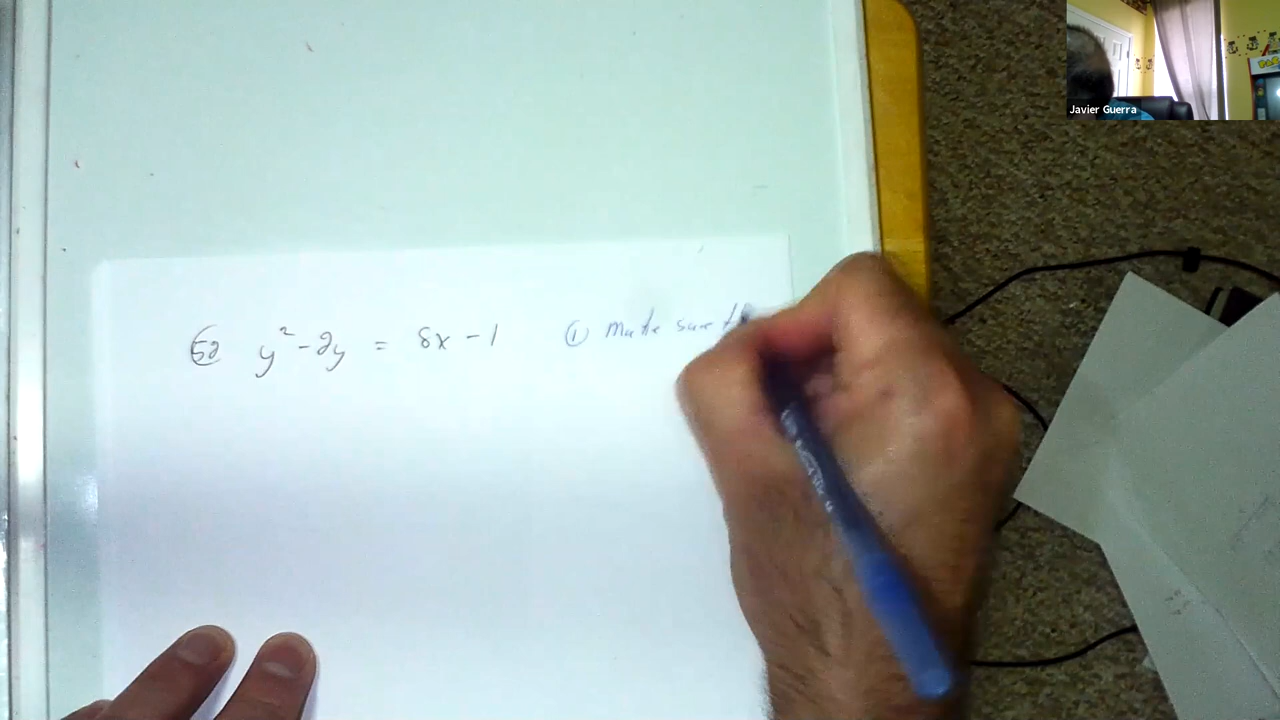 Javier Guerra
52 y² - 2y = 8x - 1 ① Make sure